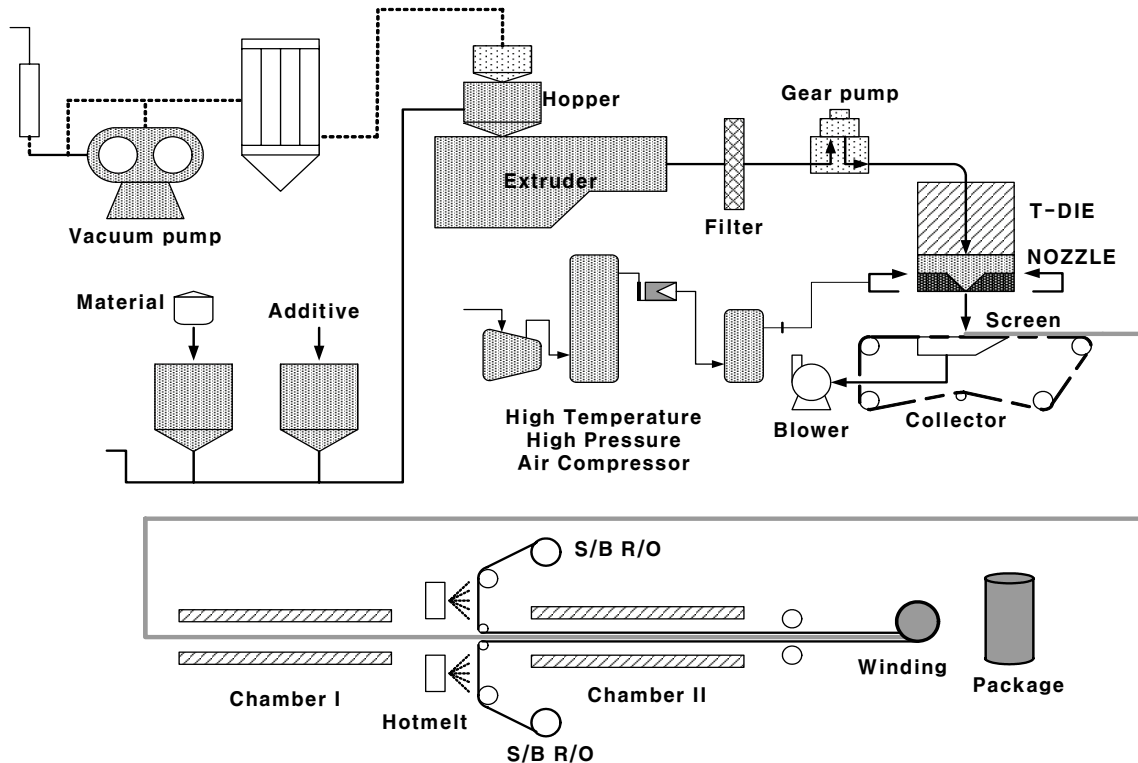 Hopper
Gear pump
Extruder
Vacuum pump
Filter
T-DIE
NOZZLE
Material
Additive
Screen
High Temperature
High Pressure
Air Compressor
Blower
Collector
S/B R/O
Chamber I
Hotmelt
Chamber II
Winding
Package
S/B R/O